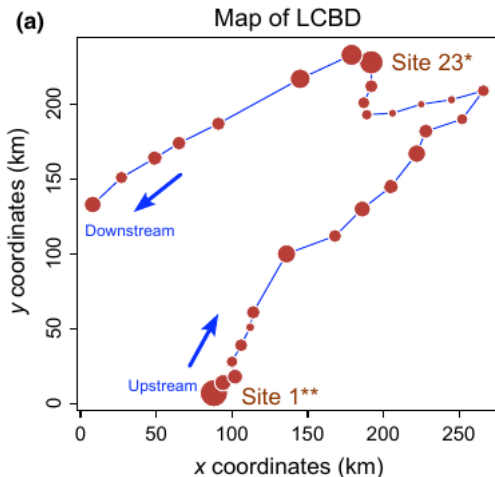 (a)
Map of LCBD
Site 23*
Downstream
Upstream
Site 1**
y coordinates (km)
0
50
100
150
200
x coordinates (km)
0
50
100
150
200
250